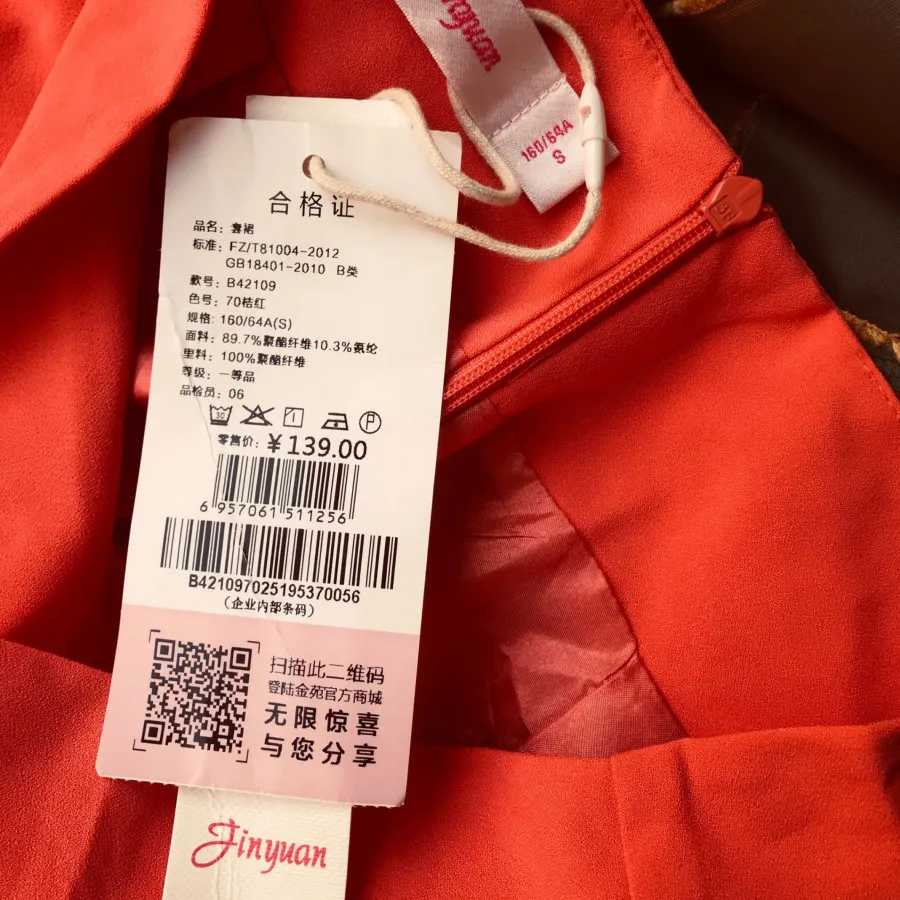 Jinyuan
160/64A
S
合格证
品名：套裙
标准：FZ/T81004-2012
GB18401-2010 B类
款号：B42109
色号：70桔红
规格：160/64A(S)
面料：89.7%聚酯纤维10.3%氨纶
里料：100%聚酯纤维
等级：一等品
品检员：06
30
P
零售价：¥139.00
6 957061 511256
B421097025195370056
（企业内部条码）
扫描此二维码
登陆金苑官方商城
无限惊喜
与您分享
Jinyuan